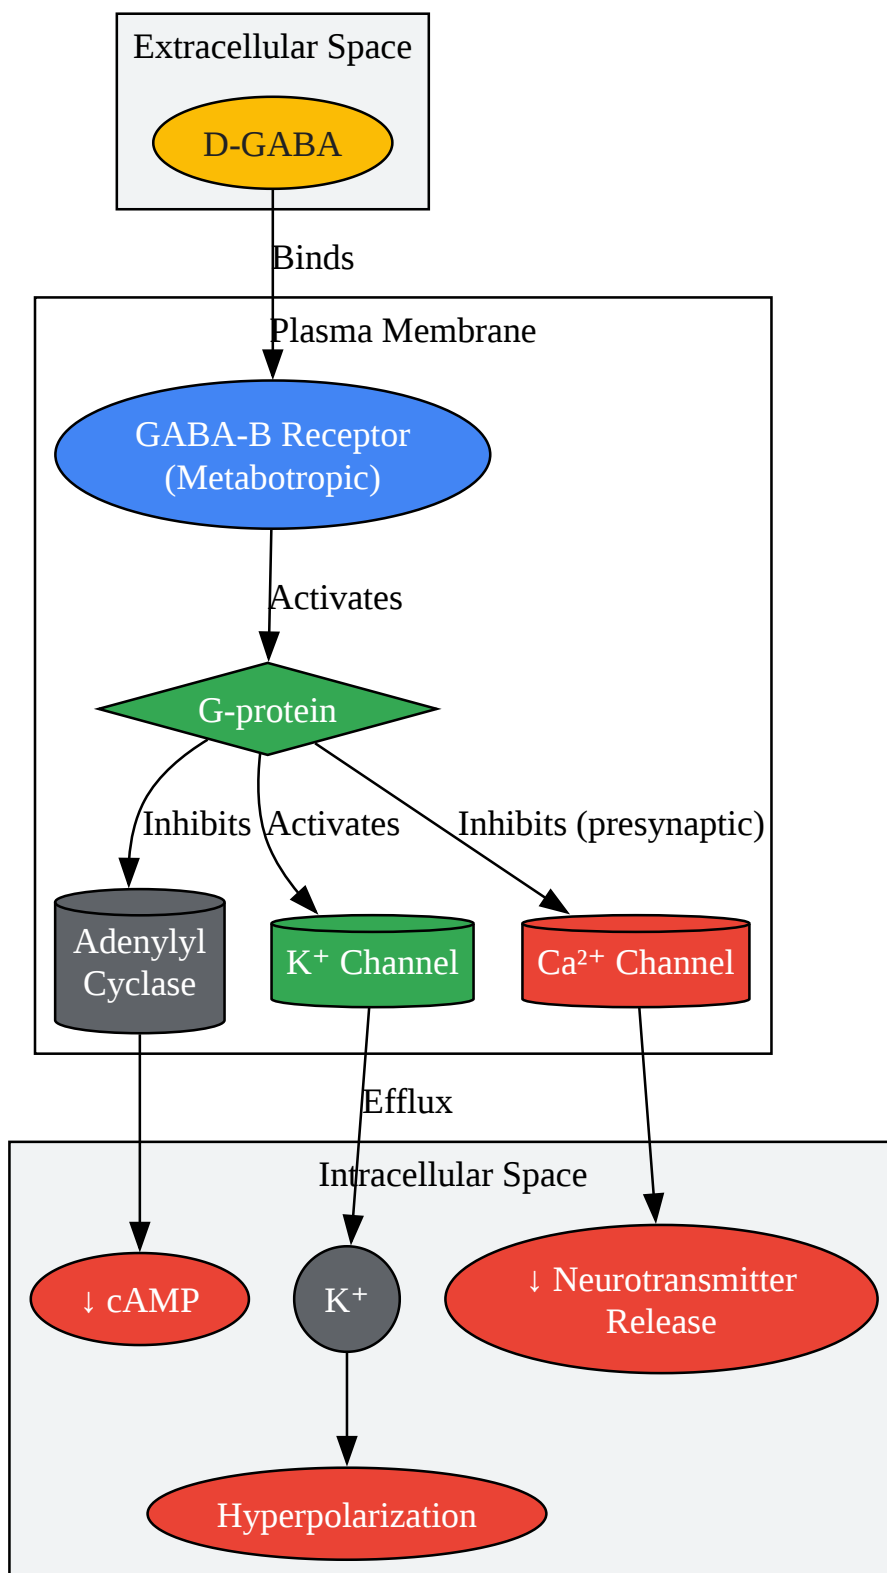 Extracellular Space
D-GABA
Binds
Plasma Membrane
GABA-B Receptor
(Metabotropic)
Activates
G-protein
Inhibits
Activates
Inhibits (presynaptic)
Adenylyl
Cyclase
K⁺ Channel
Ca²⁺ Channel
Efflux
Intracellular Space
↓ cAMP
K⁺
↓ Neurotransmitter
Release
Hyperpolarization